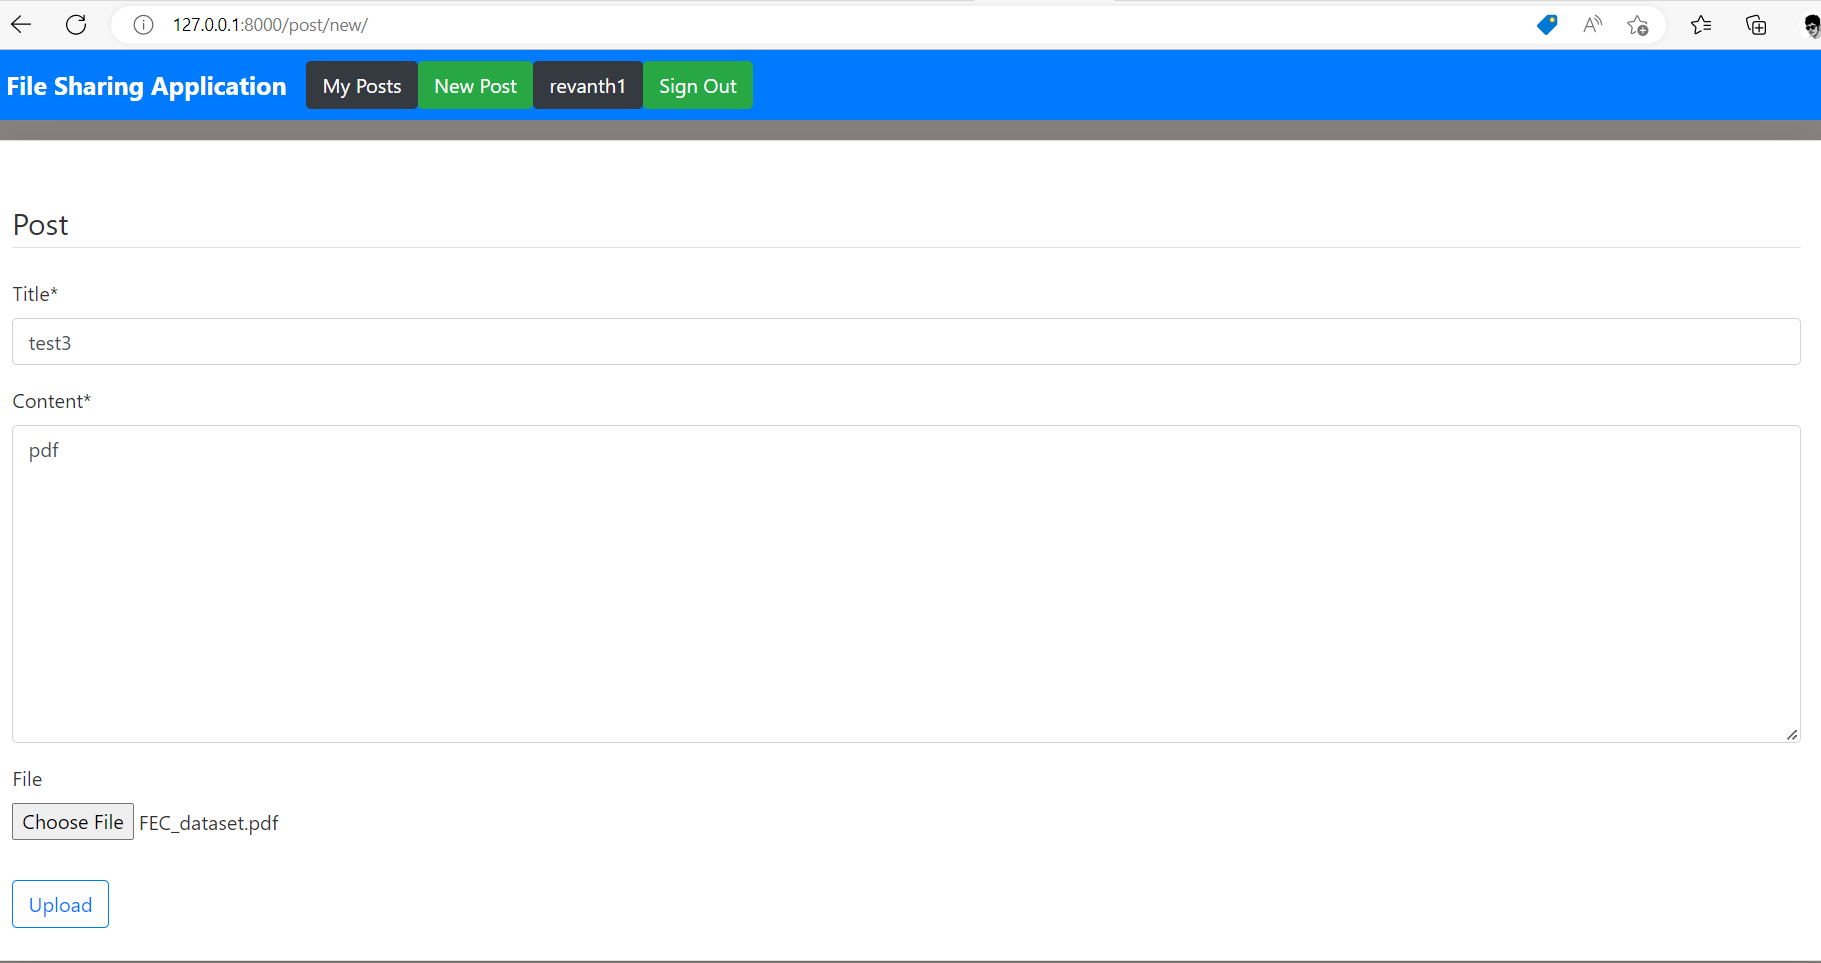 127.0.0.1:8000/post/new/
File Sharing Application My Posts New Post revanth1 Sign Out
Post
Title*
test3
Content*
pdf
File
Choose File FEC_dataset.pdf
Upload